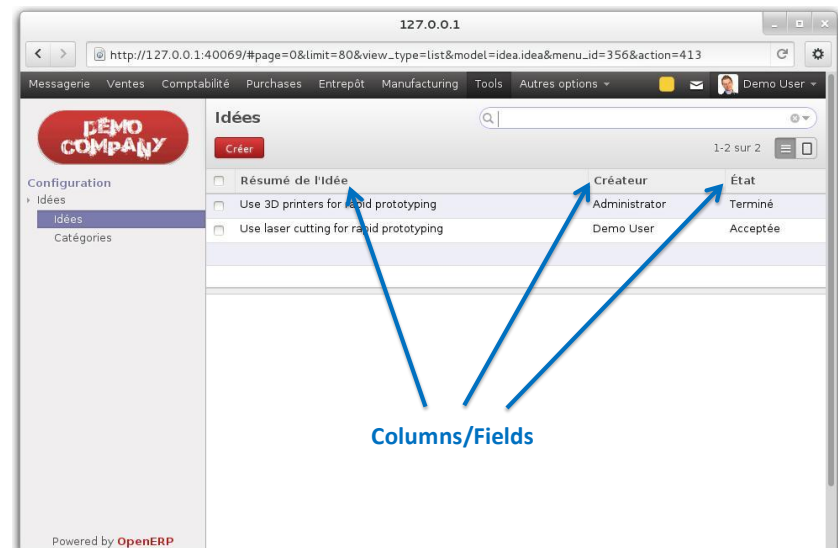 127.0.0.1
http://127.0.0.1:40069/#page=0&limit=80&view_type=list&model=idea.idea&menu_id=356&action=413
Messagerie Ventes Comptabilité Purchases Entrepôt Manufacturing Tools Autres options Demo User
DEMO
COMPANY
Idées
Créer
1-2 sur 2
Configuration
Idées
Idées
Catégories
Résumé de l'Idée Créateur État
Use 3D printers for rapid prototyping Administrator Terminé
Use laser cutting for rapid prototyping Demo User Acceptée
Columns/Fields
Powered by OpenERP